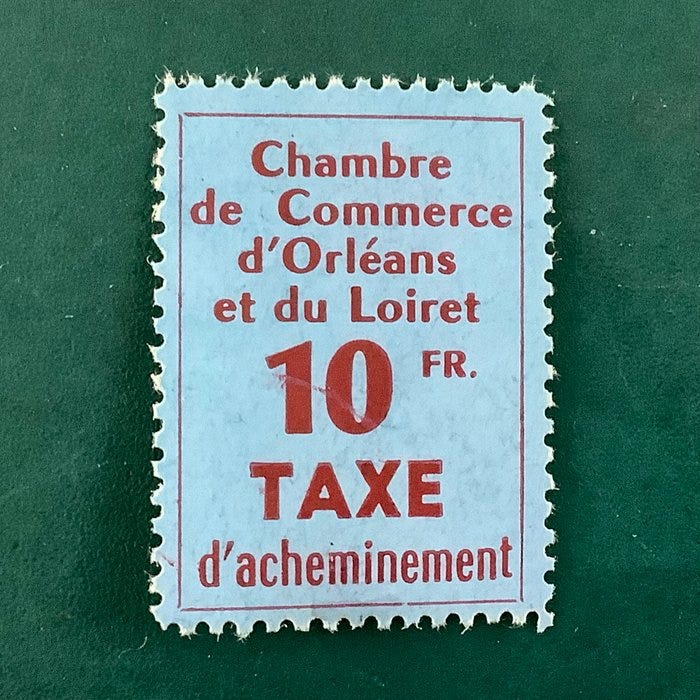 Chambre
de Commerce
d'Orléans
et du Loiret
10 FR.
TAXE
d'acheminement